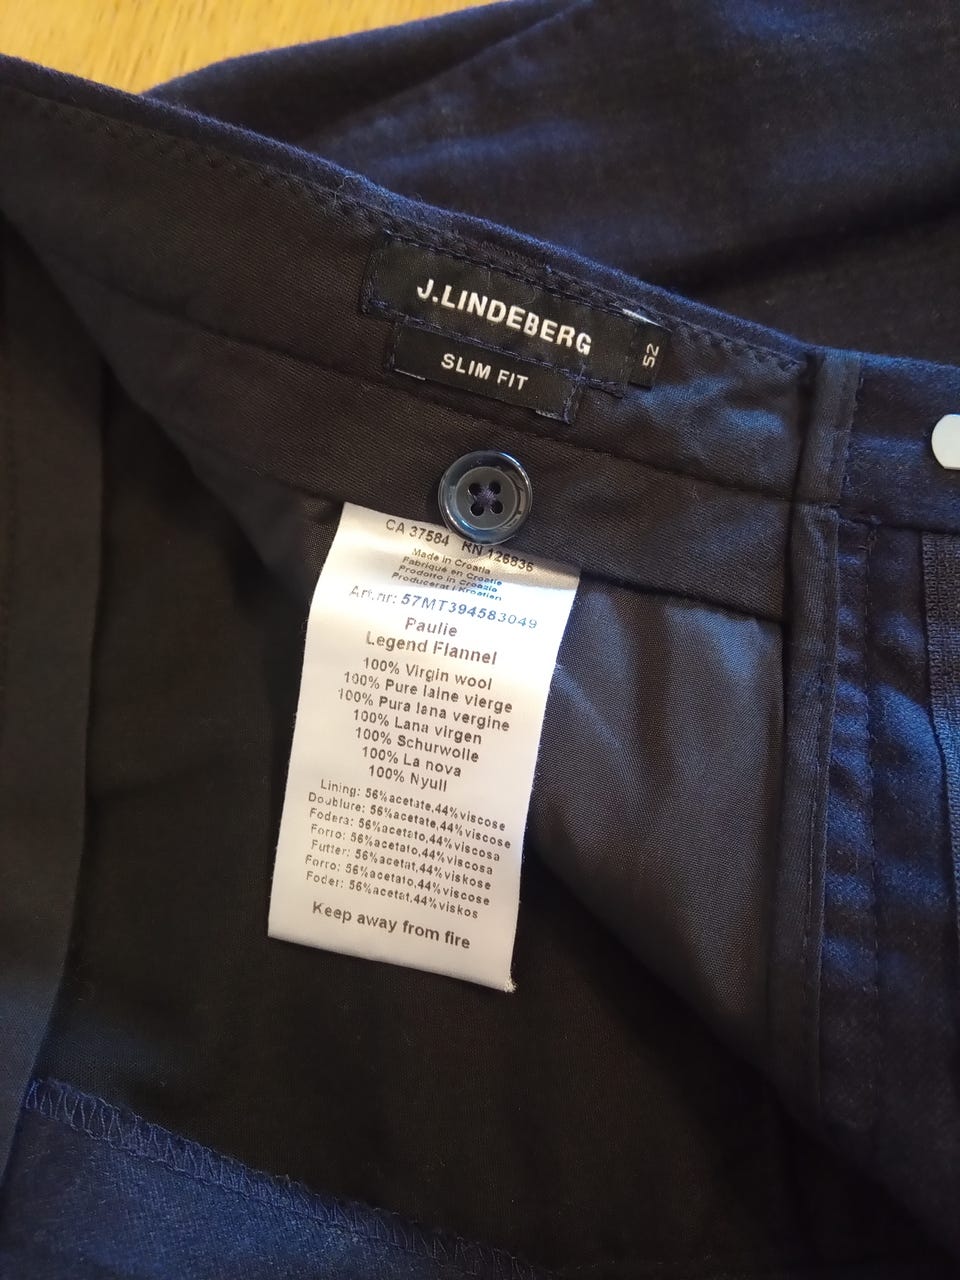 J.LINDEBERG
52
SLIM FIT
CA 37584 RN 126836
Made in Croatia
Fabriqué en Croatie
Prodotto in Croazia
Producerat i Kroatien
Art.nr: 57MT394583049
Paulie
Legend Flannel
100% Virgin wool
100% Pure laine vierge
100% Pura lana vergine
100% Lana virgen
100% Schurwolle
100% La nova
100% Nyull
Lining: 56%acetate,44%viscose
Doublure: 56%acetate,44%viscose
Fodera: 56%acetato,44%viscose
Forro: 56%acetato,44%viscosa
Futter: 56%acetat,44%viskose
Forro: 56%acetato,44%viscose
Foder: 56%acetat,44%viskos
Keep away from fire